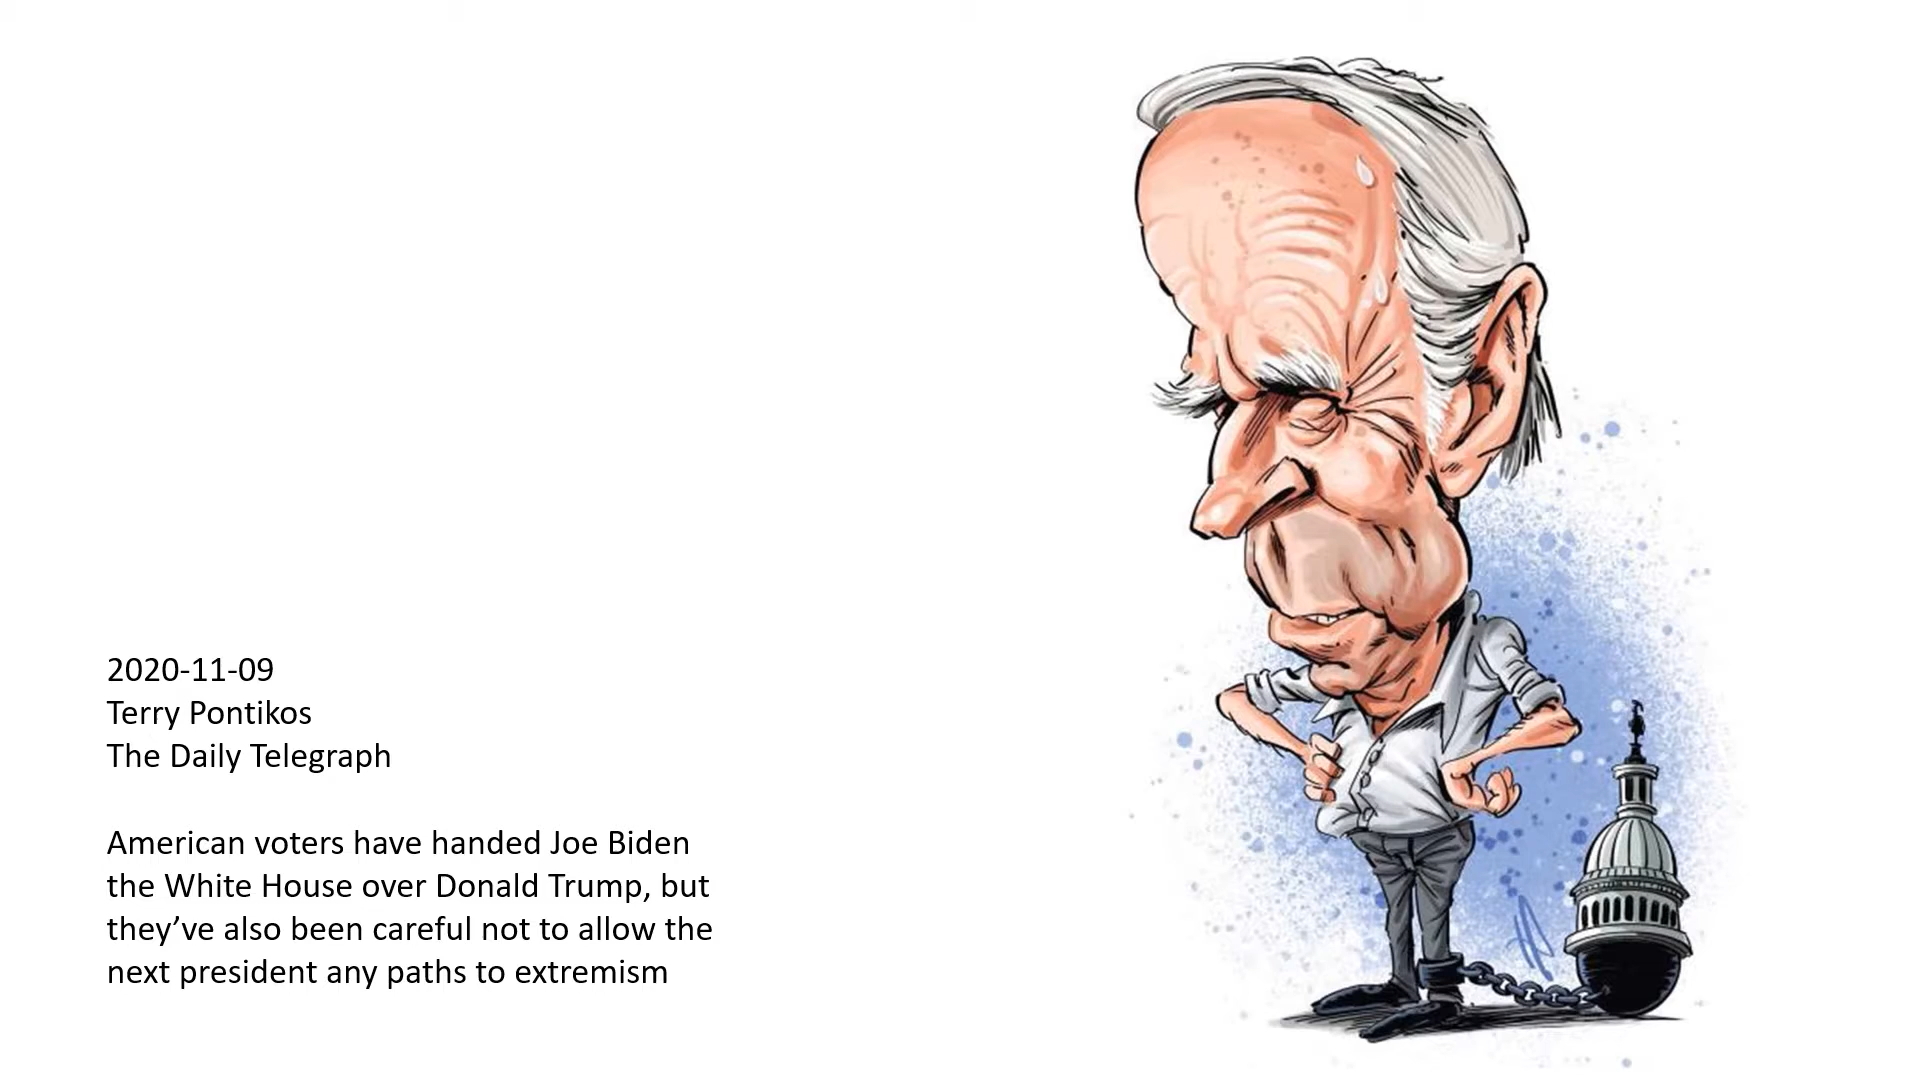 2020-11-09
Terry Pontikos
The Daily Telegraph
American voters have handed Joe Biden
the White House over Donald Trump, but
they’ve also been careful not to allow the
next president any paths to extremism